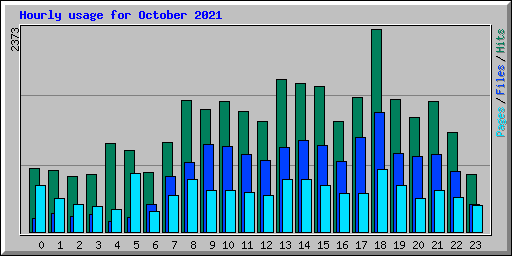 Hourly usage for October 2021
2373
Pages/Files/Hits
0 1 2 3 4 5 6 7 8 9 10 11 12 13 14 15 16 17 18 19 20 21 22 23